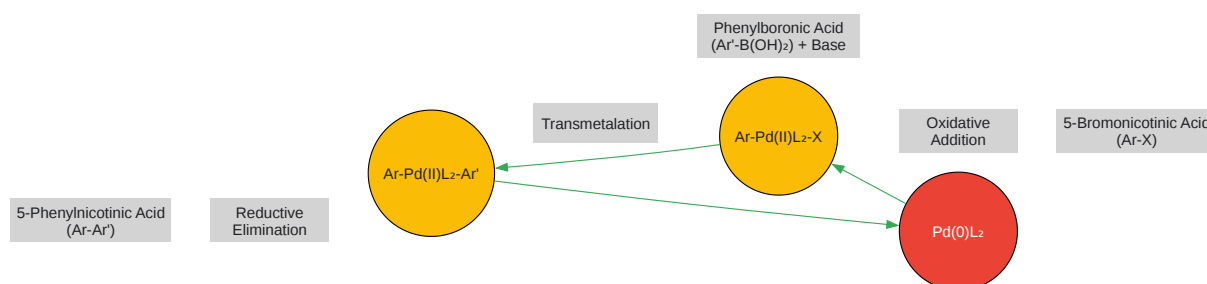 Phenylboronic Acid
(Ar'-B(OH)₂) + Base
Transmetalation
Ar-Pd(II)L₂-X
Oxidative
Addition
5-Bromonicotinic Acid
(Ar-X)
Ar-Pd(II)L₂-Ar'
5-Phenylnicotinic Acid
(Ar-Ar')
Reductive
Elimination
Pd(0)L₂